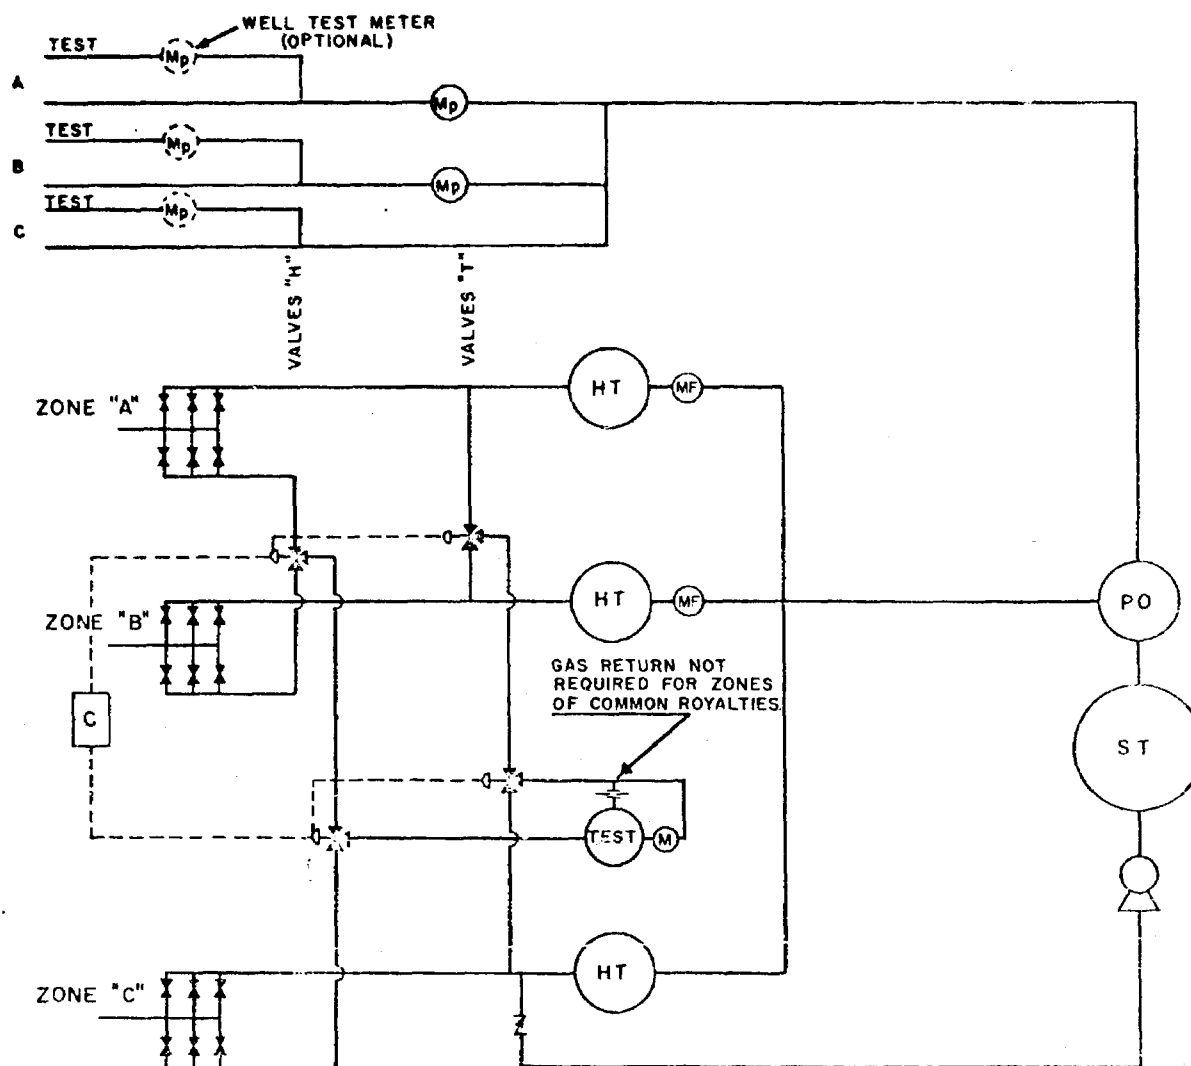 WELL TEST METER
(OPTIONAL)
TEST
Mp
A
Mp
TEST
Mp
B
Mp
TEST
Mp
C
VALVES "H"
VALVES "T"
HT
MF
ZONE "A"
HT
MF
PO
ZONE "B"
GAS RETURN NOT
REQUIRED FOR ZONES
OF COMMON ROYALTIES
C
ST
TEST
M
HT
ZONE "C"